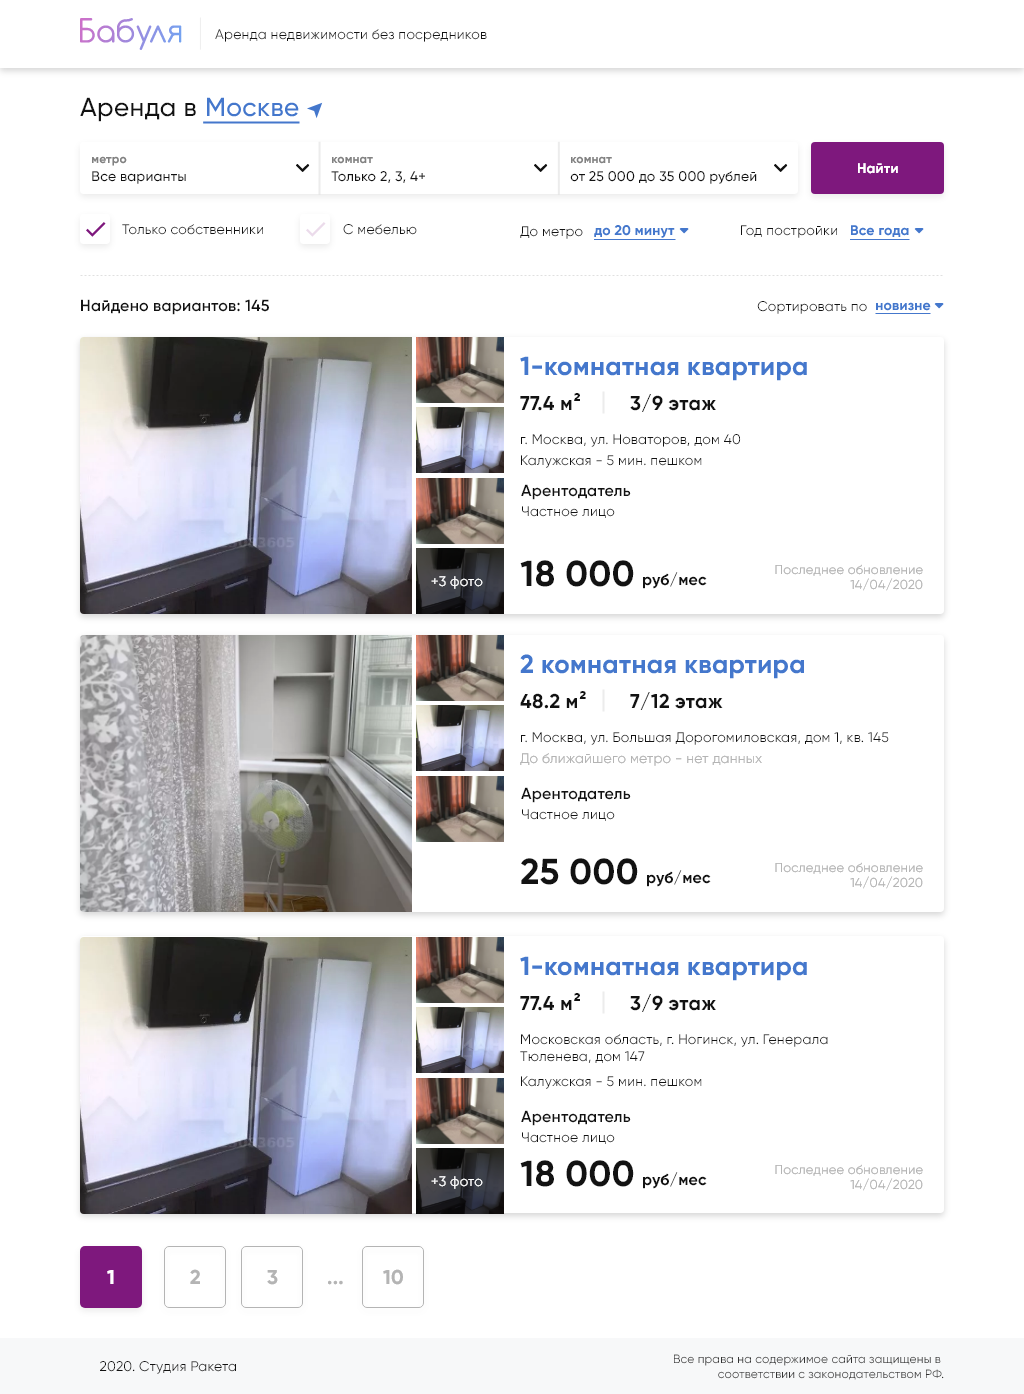 Бабуля
Аренда недвижимости без посредников
Аренда в Москве
метро
Все варианты
комнат
Только 2, 3, 4+
комнат
от 25 000 до 35 000 рублей
Найти
Только собственники
С мебелью
До метро до 20 минут
Год постройки Все года
Найдено вариантов: 145
Сортировать по новизне
1-комнатная квартира
77.4 м² 3/9 этаж
г. Москва, ул. Новаторов, дом 40
Калужская - 5 мин. пешком
Арендодатель
Частное лицо
+3 фото
18 000 руб/мес
Последнее обновление
14/04/2020
2 комнатная квартира
48.2 м² 7/12 этаж
г. Москва, ул. Большая Дорогомиловская, дом 1, кв. 145
До ближайшего метро - нет данных
Арентодатель
Частное лицо
25 000 руб/мес
Последнее обновление
14/04/2020
1-комнатная квартира
77.4 м² 3/9 этаж
Московская область, г. Ногинск, ул. Генерала
Тюленева, дом 147
Калужская - 5 мин. пешком
Арентодатель
Частное лицо
+3 фото
18 000 руб/мес
Последнее обновление
14/04/2020
1 2 3 ... 10
2020. Студия Ракета
Все права на содержимое сайта защищены в
соответствии с законодательством РФ.